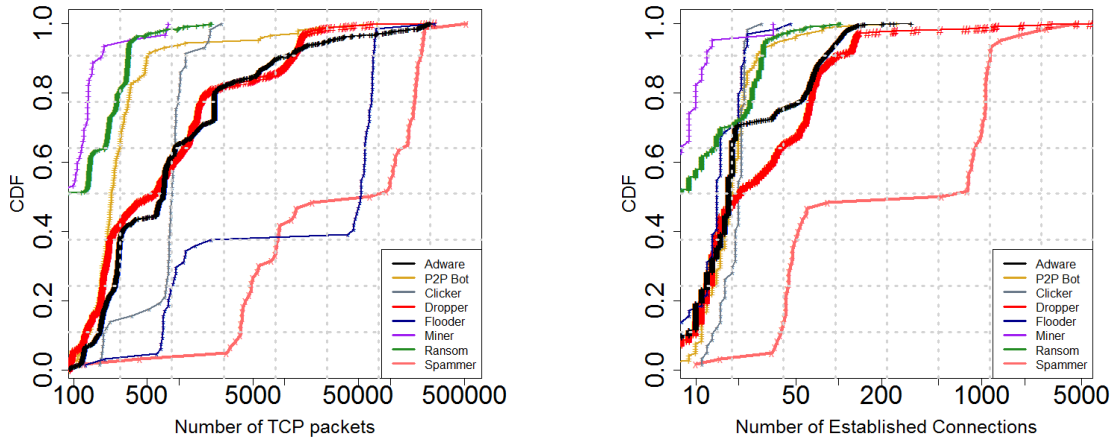 CDF
1.0
0.8
0.6
0.4
0.2
0.0
100 500 5000 50000 500000
Number of TCP packets
Adware
P2P Bot
Clicker
Dropper
Flooder
Miner
Ransom
Spammer
CDF
1.0
0.8
0.6
0.4
0.2
0.0
10 50 200 1000 5000
Number of Established Connections
Adware
P2P Bot
Clicker
Dropper
Flooder
Miner
Ransom
Spammer